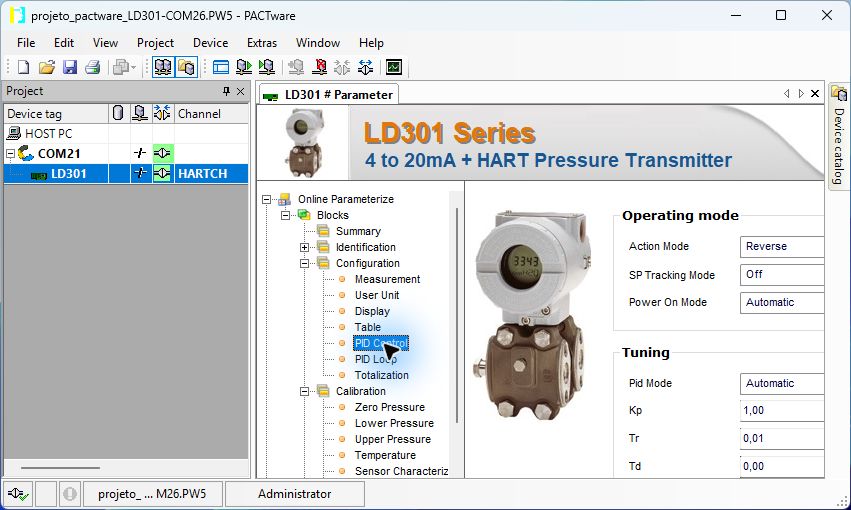 projeto_pactware_LD301-COM26.PW5 - PACTware
File Edit View Project Device Extras Window Help
Project
Device tag Channel
HOST PC
COM21
LD301 HARTCH
LD301 # Parameter
LD301 Series
4 to 20mA + HART Pressure Transmitter
Online Parameterize
Blocks
Summary
Identification
Configuration
Measurement
User Unit
Display
Table
PID Control
PID Loop
Totalization
Calibration
Zero Pressure
Lower Pressure
Upper Pressure
Temperature
Sensor Characteriz
3343
Operating mode
Action Mode Reverse
SP Tracking Mode Off
Power On Mode Automatic
Tuning
Pid Mode Automatic
Kp 1,00
Tr 0,01
Td 0,00
Device catalog
projeto_ ... M26.PW5 Administrator